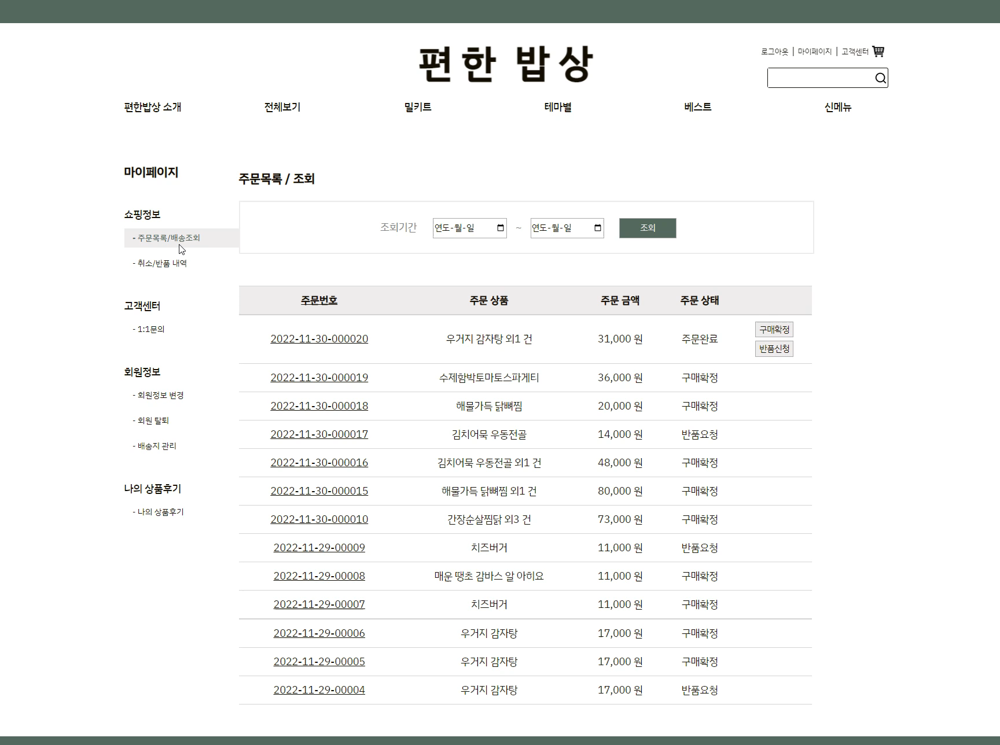 편한 밥상
로그아웃 | 마이페이지 | 고객센터
편한밥상 소개 전체보기 밀키트 테마별 베스트 신메뉴
마이페이지
쇼핑정보
- 주문목록/배송조회
- 취소/반품 내역
고객센터
- 1:1문의
회원정보
- 회원정보 변경
- 회원 탈퇴
- 배송지 관리
나의 상품후기
- 나의 상품후기
주문목록 / 조회
조회기간 연도-월-일 ~ 연도-월-일 조회
주문번호 주문 상품 주문 금액 주문 상태
2022-11-30-000020 우거지 감자탕 외1 건 31,000 원 주문완료 구매확정
반품신청
2022-11-30-000019 수제함박토마토스파게티 36,000 원 구매확정
2022-11-30-000018 해물가득 닭뼈찜 20,000 원 구매확정
2022-11-30-000017 김치어묵 우동전골 14,000 원 반품요청
2022-11-30-000016 김치어묵 우동전골 외1 건 48,000 원 구매확정
2022-11-30-000015 해물가득 닭뼈찜 외1 건 80,000 원 구매확정
2022-11-30-000010 간장순살찜닭 외3 건 73,000 원 구매확정
2022-11-29-00009 치즈버거 11,000 원 반품요청
2022-11-29-00008 매운 땡초 감바스 알 아히요 11,000 원 구매확정
2022-11-29-00007 치즈버거 11,000 원 구매확정
2022-11-29-00006 우거지 감자탕 17,000 원 구매확정
2022-11-29-00005 우거지 감자탕 17,000 원 구매확정
2022-11-29-00004 우거지 감자탕 17,000 원 반품요청